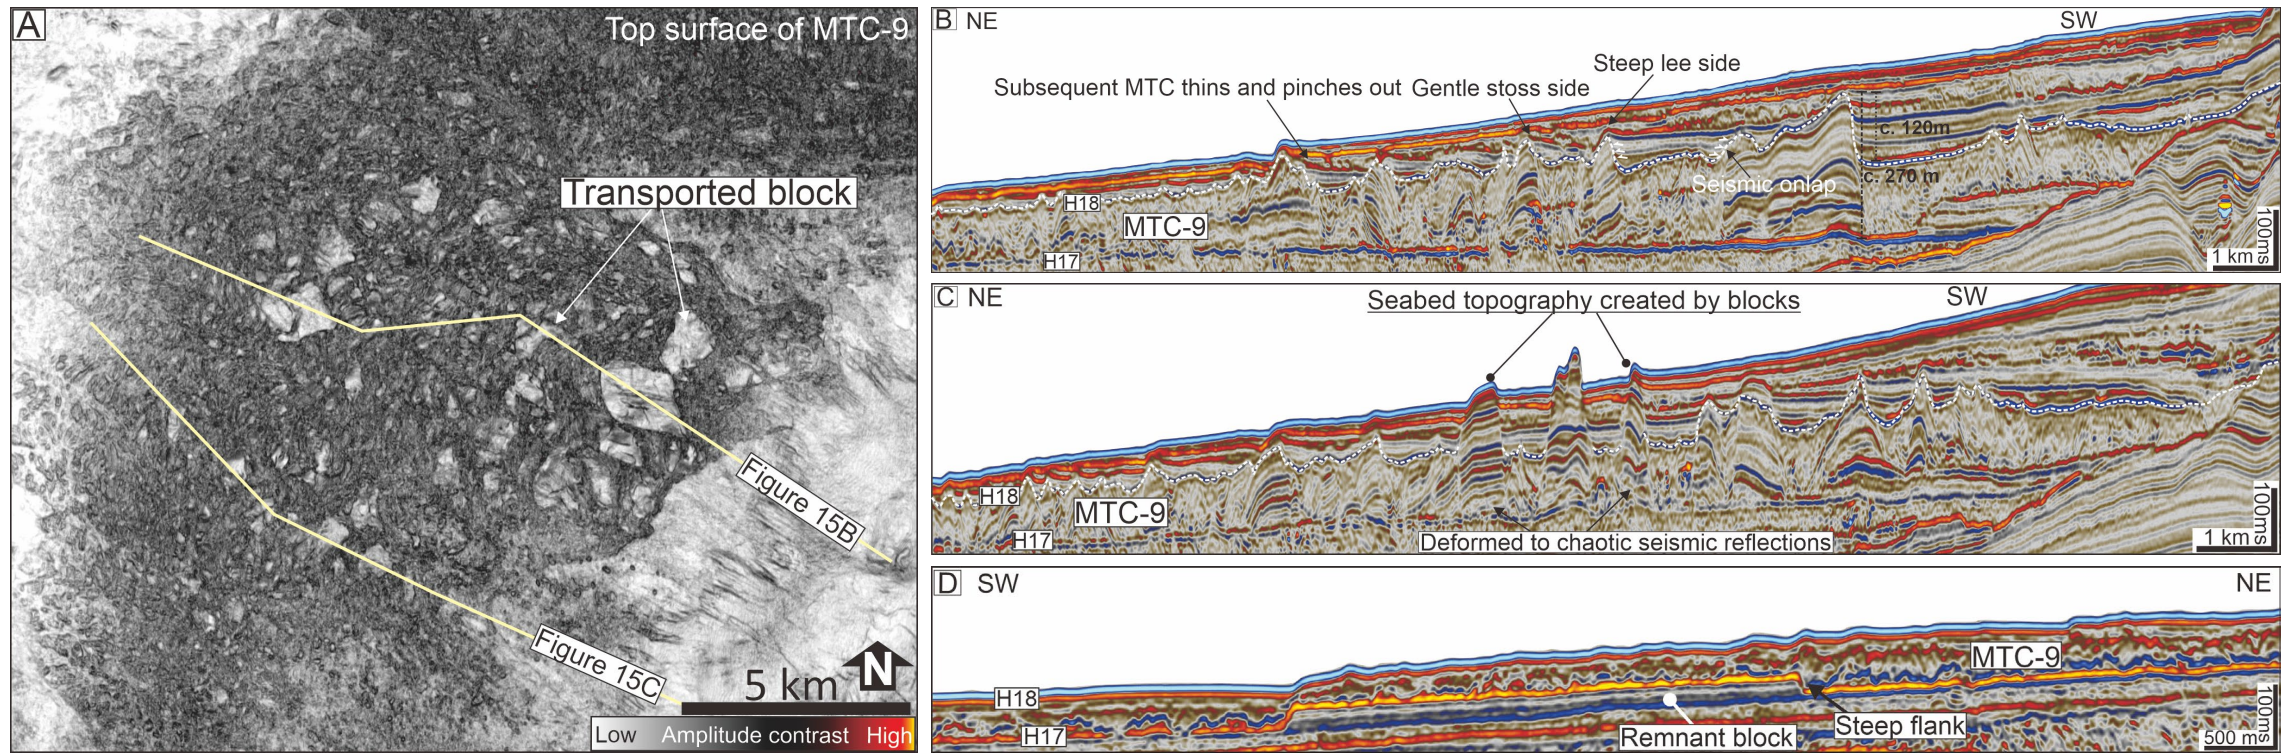 A
Top surface of MTC-9
Transported block
Figure 15B
Figure 15C
N
5 km
Low Amplitude contrast High
B NE
SW
Steep lee side
Subsequent MTC thins and pinches out Gentle stoss side
c. 120m
Seismic onlap
c. 270 m
H18
MTC-9
H17
100ms
1 km
C NE
SW
Seabed topography created by blocks
H18
MTC-9
H17
Deformed to chaotic seismic reflections
100ms
1 km
D SW
NE
MTC-9
H18
H17
Steep flank
Remnant block
100ms
500 ms